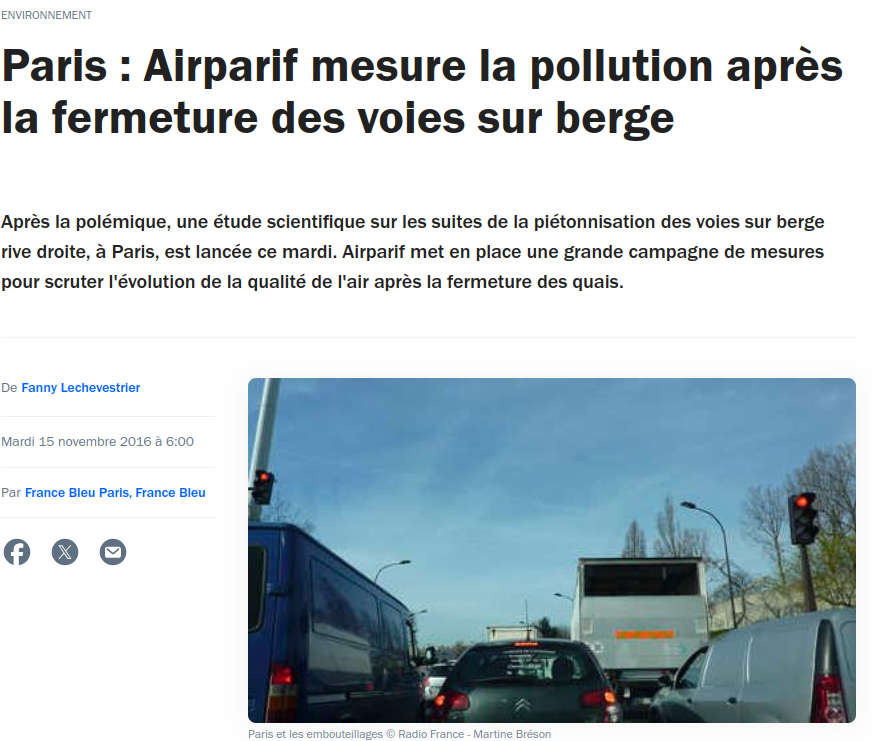 ENVIRONNEMENT
Paris : Airparif mesure la pollution après
la fermeture des voies sur berge
Après la polémique, une étude scientifique sur les suites de la piétonnisation des voies sur berge
rive droite, à Paris, est lancée ce mardi. Airparif met en place une grande campagne de mesures
pour scruter l'évolution de la qualité de l'air après la fermeture des quais.
De Fanny Lechevestrier
Mardi 15 novembre 2016 à 6:00
Par France Bleu Paris, France Bleu
Paris et les embouteillages © Radio France - Martine Bréson